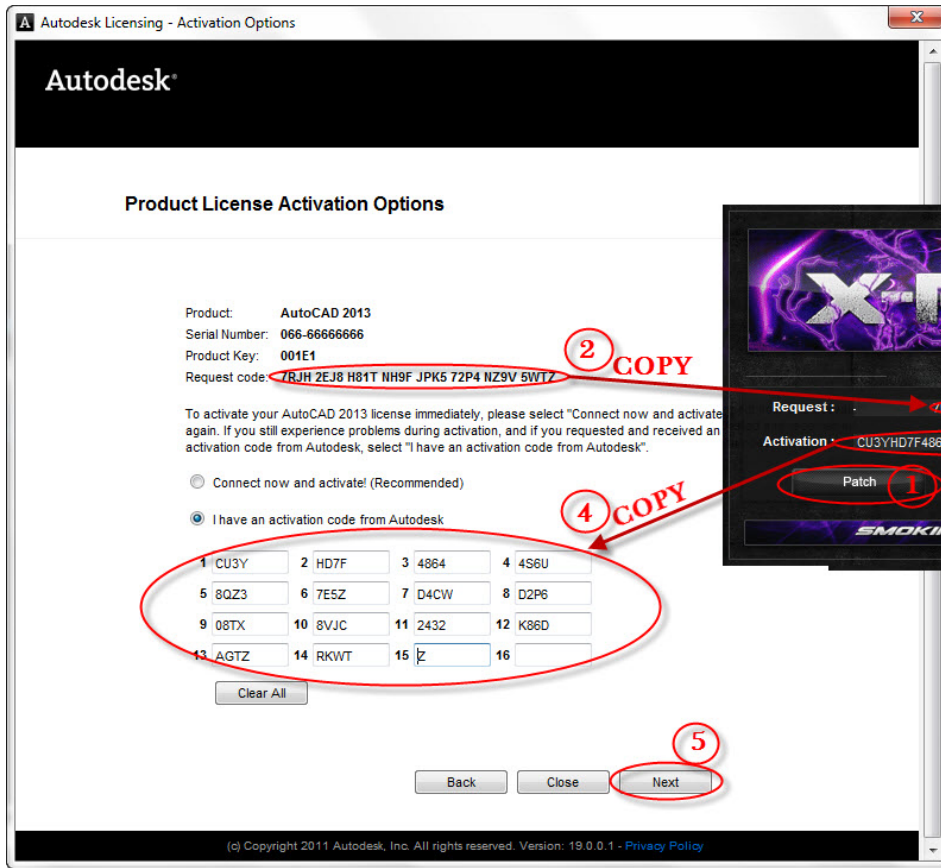 Autodesk Licensing - Activation Options
Autodesk
Product License Activation Options
Product: AutoCAD 2013
Serial Number: 066-66666666
Product Key: 001E1
Request code: 7RJH 2EJ8 H81T NH9F JPK5 72P4 NZ9V 5WTZ
2 COPY
To activate your AutoCAD 2013 license immediately, please select "Connect now and activate
again. If you still experience problems during activation, and if you requested and received an
activation code from Autodesk, select "I have an activation code from Autodesk".
Connect now and activate! (Recommended)
I have an activation code from Autodesk
4 COPY
1 CU3Y 2 HD7F 3 4864 4 4S6U
5 8QZ3 6 7E5Z 7 D4CW 8 D2P6
9 08TX 10 8VJC 11 2432 12 K86D
13 AGTZ 14 RKWT 15 Z 16
Clear All
5
Back Close Next
(c) Copyright 2011 Autodesk, Inc. All rights reserved. Version: 19.0.0.1 - Privacy Policy
Request :
Activation : CU3YHD7F486
Patch 1